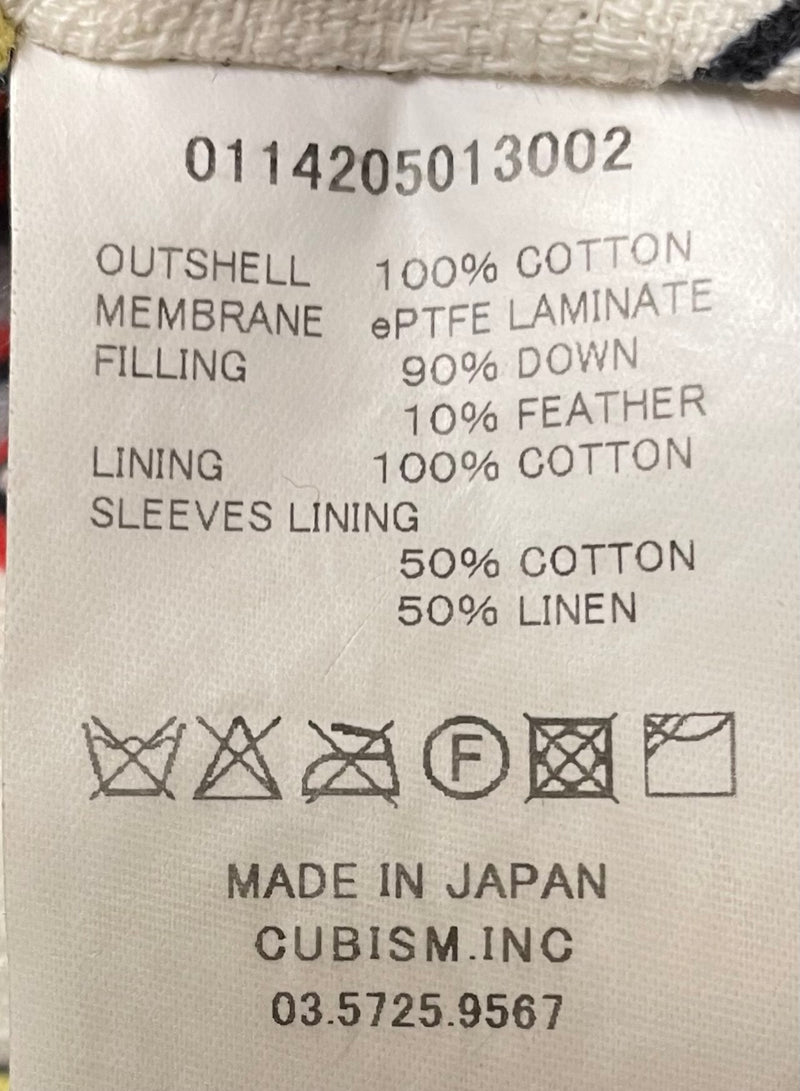 0114205013002
OUTSHELL 100% COTTON
MEMBRANE ePTFE LAMINATE
FILLING 90% DOWN
10% FEATHER
LINING 100% COTTON
SLEEVES LINING
50% COTTON
50% LINEN
F
MADE IN JAPAN
CUBISM.INC
03.5725.9567